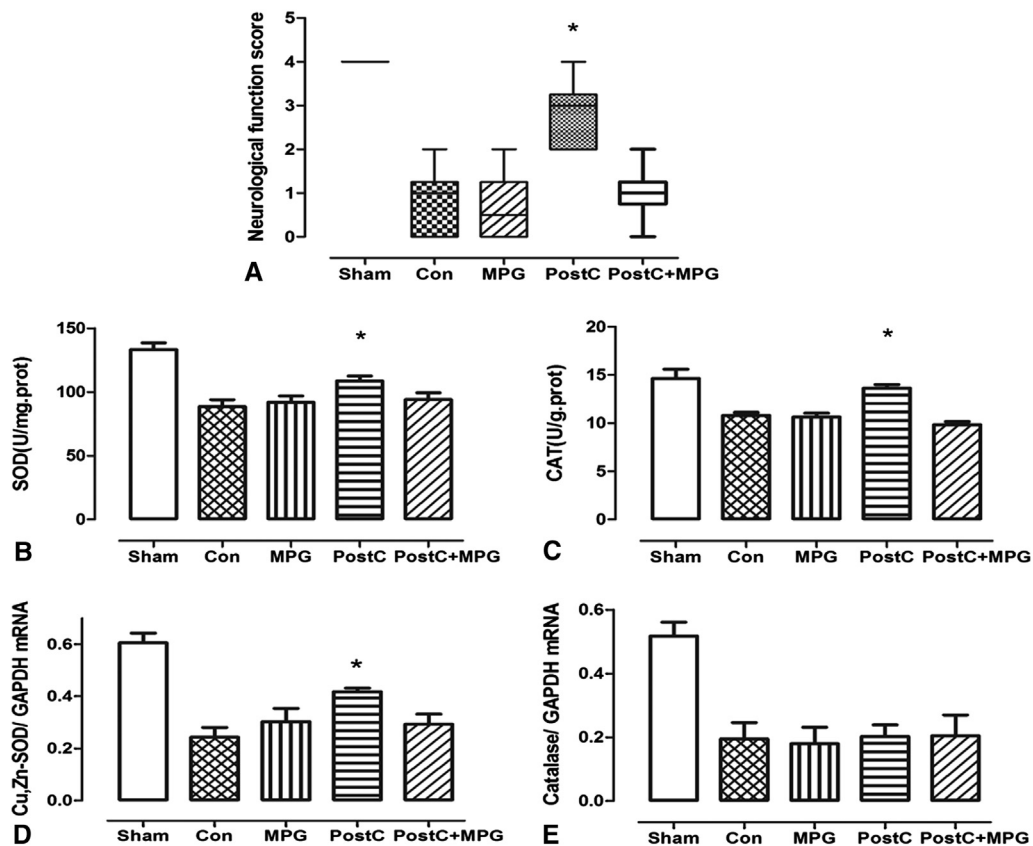 Neurological function score
5
4
3
2
1
0
*
A
Sham Con MPG PostC PostC+MPG
SOD(U/mg.prot)
150
100
50
0
*
B
Sham Con MPG PostC PostC+MPG
CAT(U/g.prot)
20
15
10
5
0
*
C
Sham Con MPG PostC PostC+MPG
Cu,Zn-SOD/ GAPDH mRNA
0.6
0.4
0.2
0.0
*
D
Sham Con MPG PostC PostC+MPG
Catalase/ GAPDH mRNA
0.6
0.4
0.2
0.0
E
Sham Con MPG PostC PostC+MPG